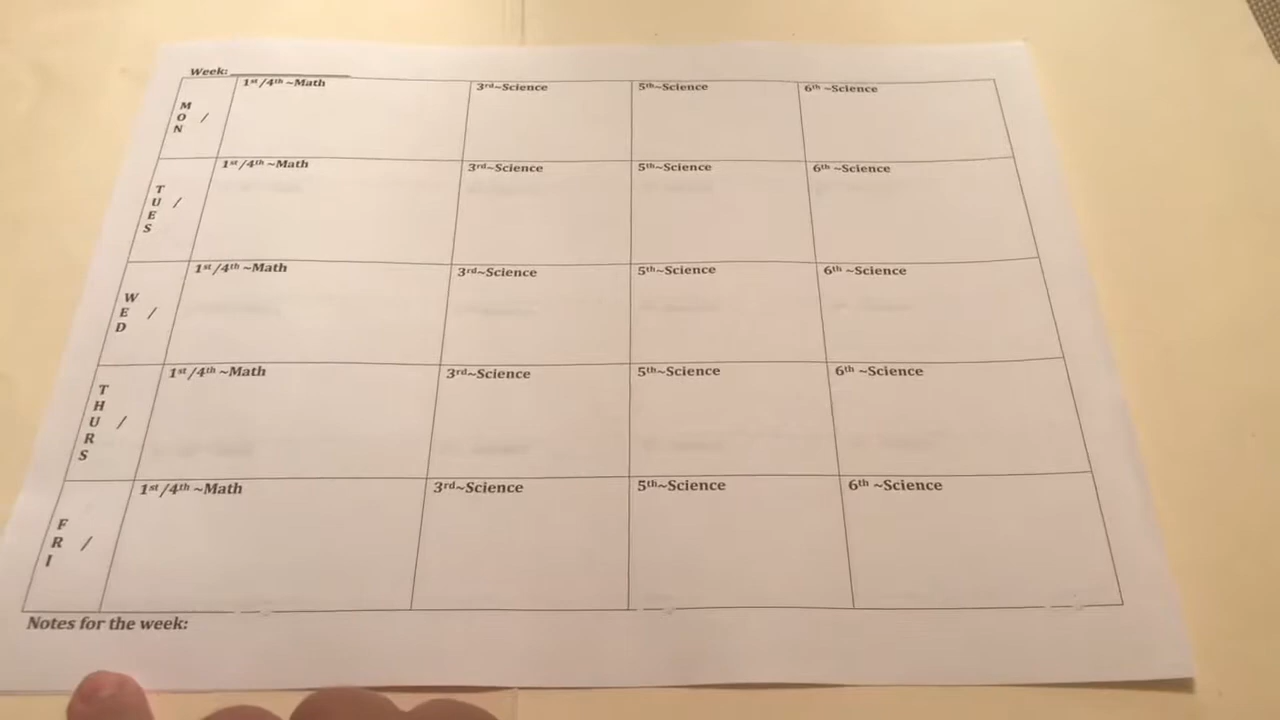 Week: _______________
1st/4th ~Math 3rd~Science 5th~Science 6th ~Science
MON /
1st/4th ~Math 3rd~Science 5th~Science 6th ~Science
TUES /
1st/4th ~Math 3rd~Science 5th~Science 6th ~Science
WED /
1st/4th ~Math 3rd~Science 5th~Science 6th ~Science
THURS /
1st/4th ~Math 3rd~Science 5th~Science 6th ~Science
FRI /
Notes for the week: